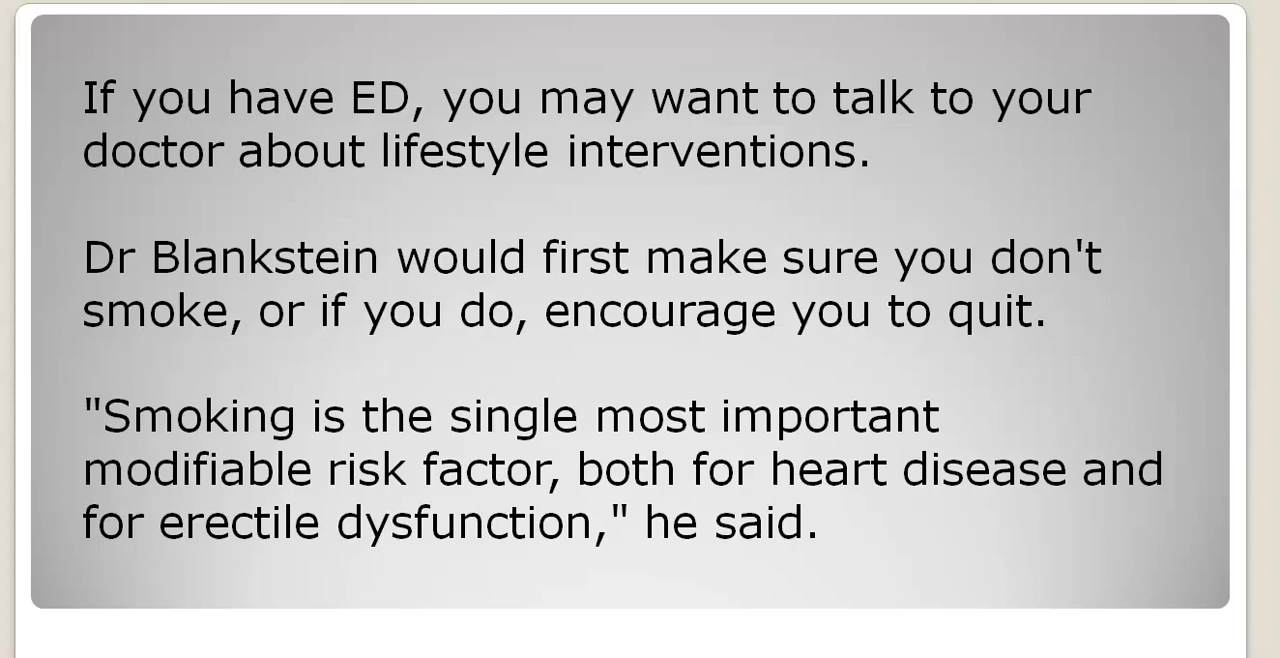 If you have ED, you may want to talk to your
doctor about lifestyle interventions.
Dr Blankstein would first make sure you don't
smoke, or if you do, encourage you to quit.
"Smoking is the single most important
modifiable risk factor, both for heart disease and
for erectile dysfunction," he said.